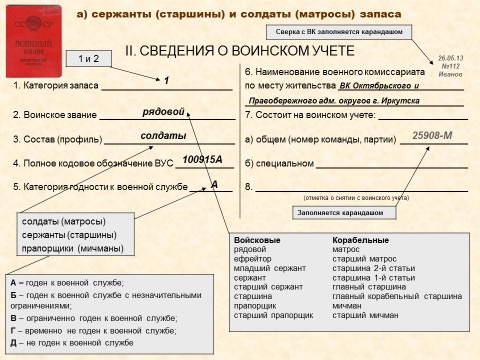 а) сержанты (старшины) и солдаты (матросы) запаса
СССР
ВОЕННЫЙ БИЛЕТ
Сверка с ВК заполняется карандашом
1 и 2
II. СВЕДЕНИЯ О ВОИНСКОМ УЧЕТЕ
26.05.13
№112
Иванов
1. Категория запаса 1
2. Воинское звание рядовой
3. Состав (профиль) солдаты
4. Полное кодовое обозначение ВУС 100915А
5. Категория годности к военной службе А
6. Наименование военного комиссариата
по месту жительства ВК Октябрьского и
Правобережного адм. округов г. Иркутска
7. Состоит на воинском учете:
а) общем (номер команды, партии) 25908-М
б) специальном
8.
(отметка о снятии с воинского учета)
Заполняется карандашом
солдаты (матросы)
сержанты (старшины)
прапорщики (мичманы)
А – годен к военной службе;
Б – годен к военной службе с незначительными
ограничениями;
В – ограниченно годен к военной службе;
Г – временно не годен к военной службе;
Д – не годен к военной службе
Войсковые Корабельные
рядовой матрос
ефрейтор старший матрос
младший сержант старшина 2-й статьи
сержант старшина 1-й статьи
старший сержант главный старшина
старшина главный корабельный старшина
прапорщик мичман
старший прапорщик старший мичман